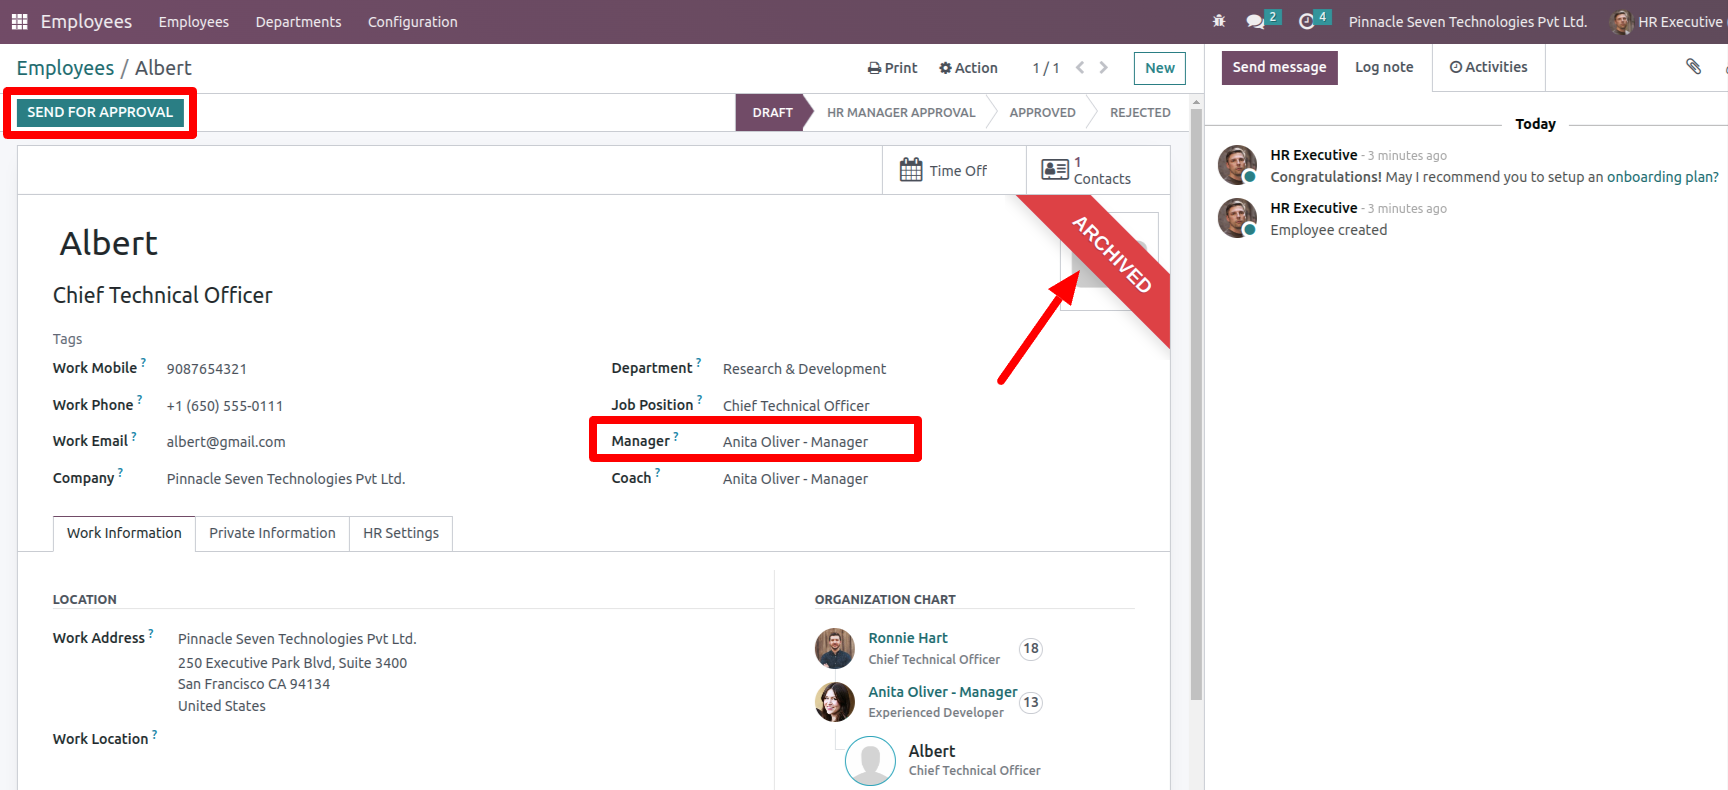 Employees Employees Departments Configuration 2 4 Pinnacle Seven Technologies Pvt Ltd. HR Executive
Employees / Albert Print Action 1 / 1 New
SEND FOR APPROVAL DRAFT HR MANAGER APPROVAL APPROVED REJECTED
Time Off 1 Contacts
ARCHIVED
Albert
Chief Technical Officer
Tags
Work Mobile ? 9087654321
Work Phone ? +1 (650) 555-0111
Work Email ? albert@gmail.com
Company ? Pinnacle Seven Technologies Pvt Ltd.
Department ? Research & Development
Job Position ? Chief Technical Officer
Manager ? Anita Oliver - Manager
Coach ? Anita Oliver - Manager
Work Information Private Information HR Settings
LOCATION
Work Address ? Pinnacle Seven Technologies Pvt Ltd.
250 Executive Park Blvd, Suite 3400
San Francisco CA 94134
United States
Work Location ?
ORGANIZATION CHART
Ronnie Hart 18
Chief Technical Officer
Anita Oliver - Manager 13
Experienced Developer
Albert
Chief Technical Officer
Send message Log note Activities
Today
HR Executive - 3 minutes ago
Congratulations! May I recommend you to setup an onboarding plan?
HR Executive - 3 minutes ago
Employee created